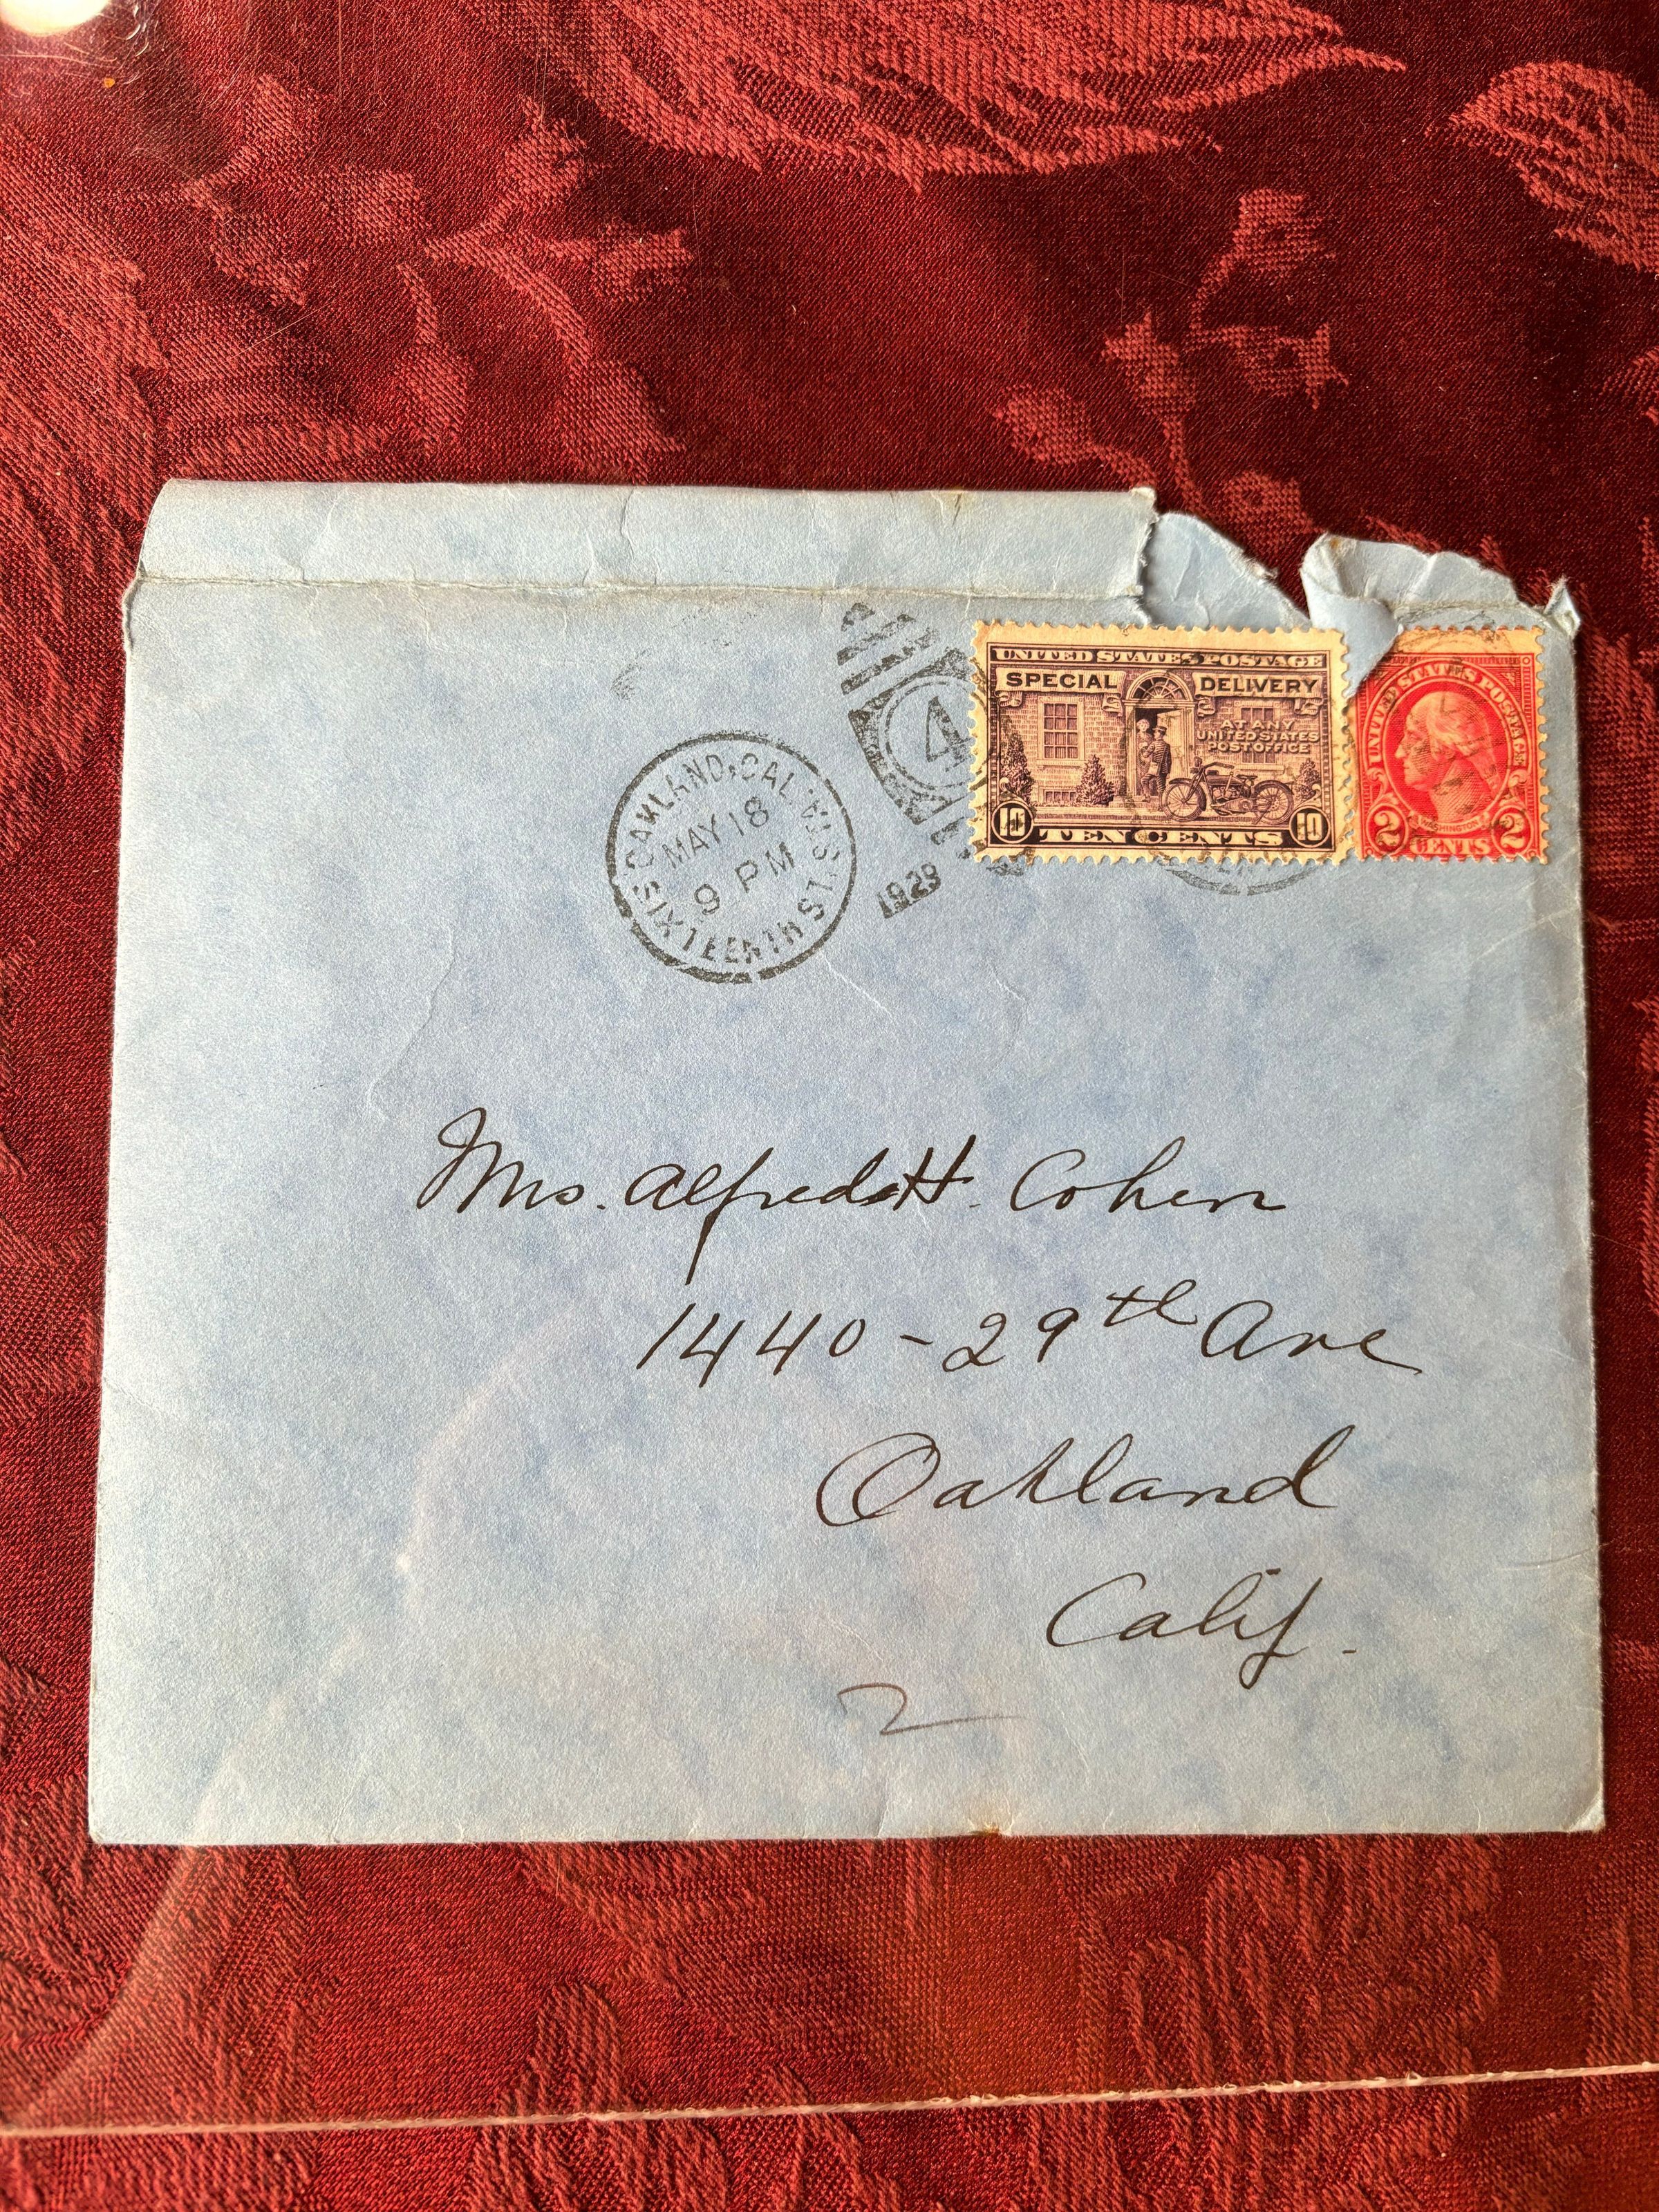 UNITED STATES POSTAGE
SPECIAL DELIVERY
AT ANY
UNITED STATES
POST OFFICE
10 TEN CENTS 10
UNITED STATES POSTAGE
WASHINGTON
2 CENTS 2
OAKLAND, CAL.
MAY 18
9 PM
SIXTEENTH ST. STA.
4
1929
Mrs. Alfred H. Cohen
1440-29th Ave
Oakland
Calif.
2